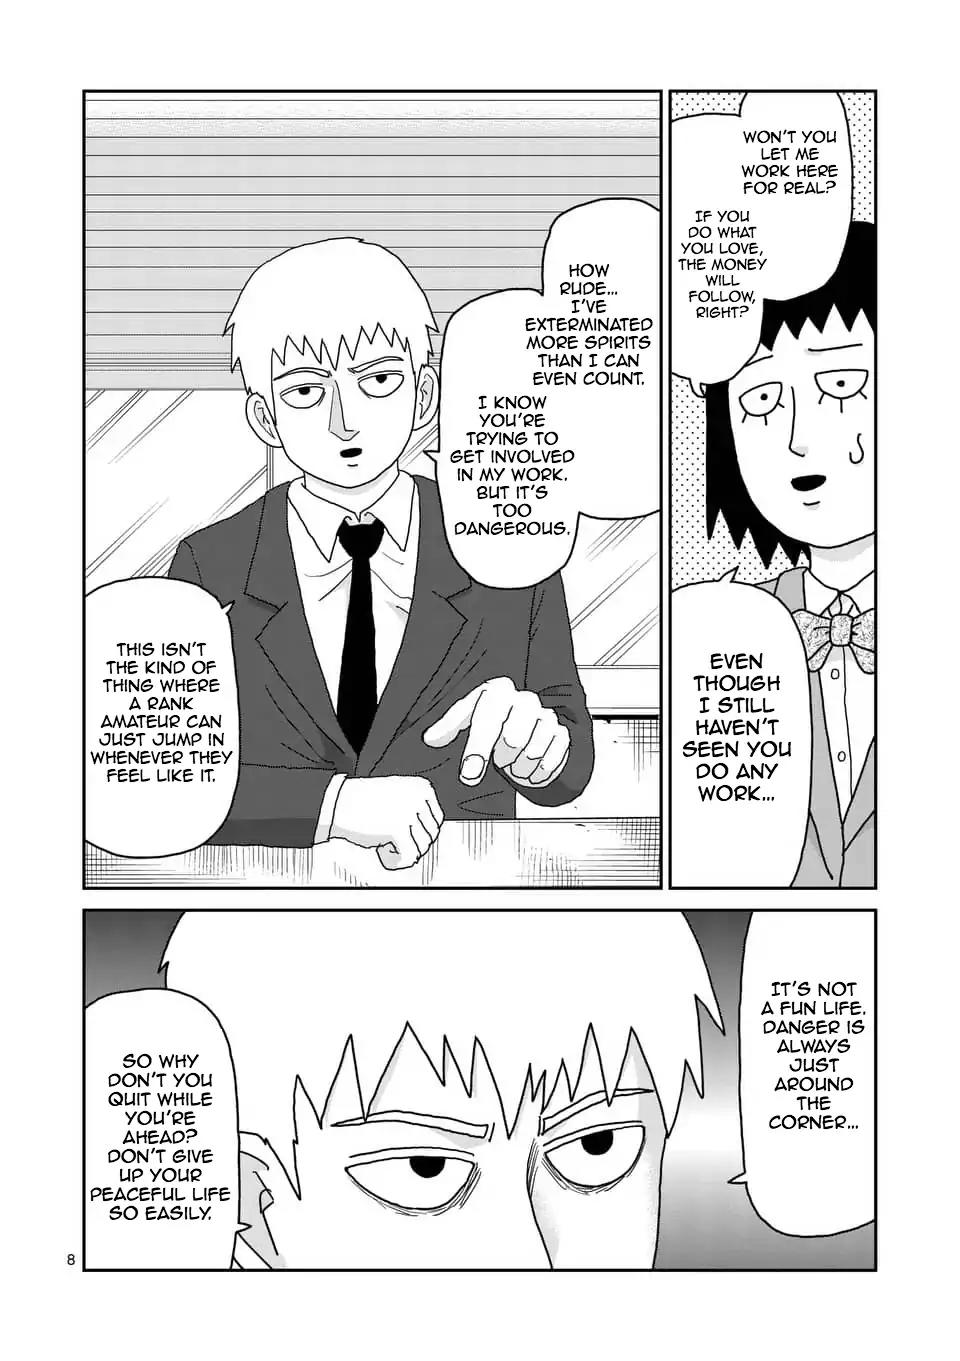 WON'T YOU
LET ME
WORK HERE
FOR REAL?
IF YOU
DO WHAT
YOU LOVE,
THE MONEY
WILL
FOLLOW,
RIGHT?
EVEN
THOUGH
I STILL
HAVEN'T
SEEN YOU
DO ANY
WORK...
HOW
RUDE...
I'VE
EXTERMINATED
MORE SPIRITS
THAN I CAN
EVEN COUNT.
I KNOW
YOU'RE
TRYING TO
GET INVOLVED
IN MY WORK.
BUT IT'S
TOO
DANGEROUS.
THIS ISN'T
THE KIND OF
THING WHERE
A RANK
AMATEUR CAN
JUST JUMP IN
WHENEVER THEY
FEEL LIKE IT.
IT'S NOT
A FUN LIFE.
DANGER IS
ALWAYS
JUST
AROUND
THE
CORNER...
SO WHY
DON'T YOU
QUIT WHILE
YOU'RE
AHEAD?
DON'T GIVE
UP YOUR
PEACEFUL LIFE
SO EASILY.
8